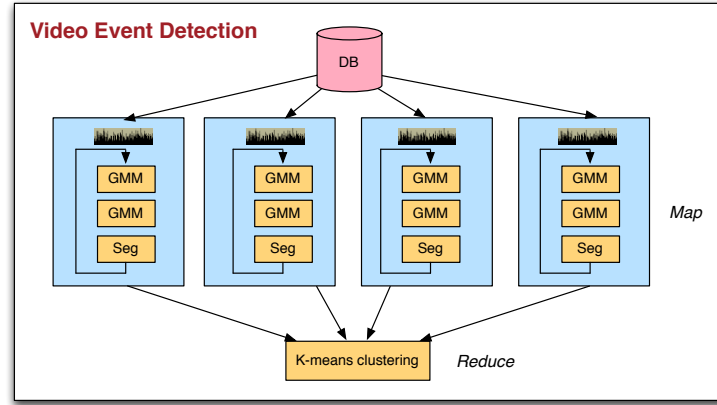 Video Event Detection
DB
GMM GMM GMM GMM
GMM GMM GMM GMM
Map
Seg Seg Seg Seg
K-means clustering
Reduce